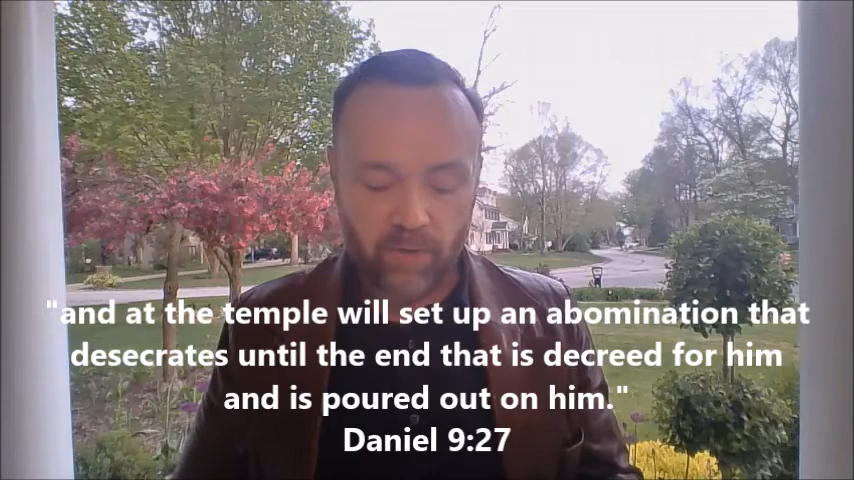 "and at the temple will set up an abomination that
desecrates until the end that is decreed for him
and is poured out on him."
Daniel 9:27